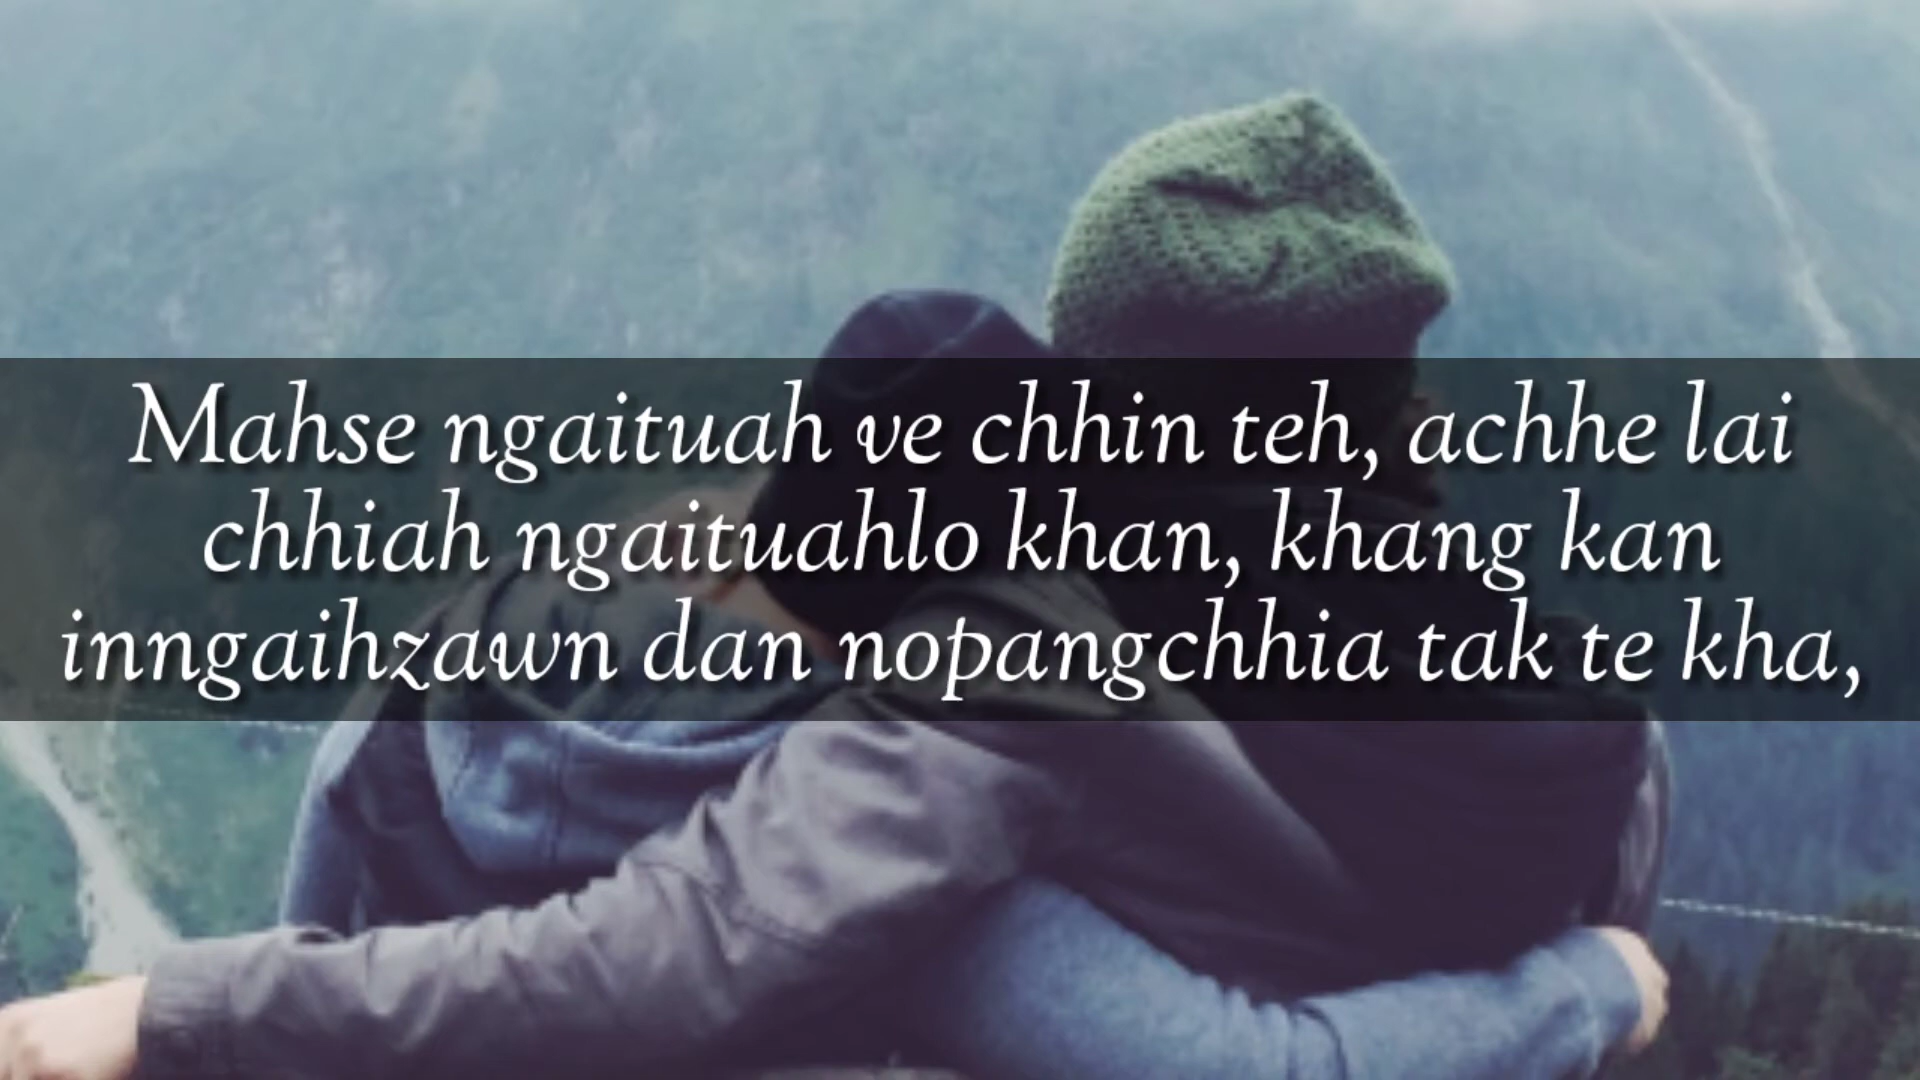 Mahse ngaituah ve chhin teh, achhe lai
chhiah ngaituahlo khan, khang kan
inngaihzawn dan nopangchhia tak te kha,